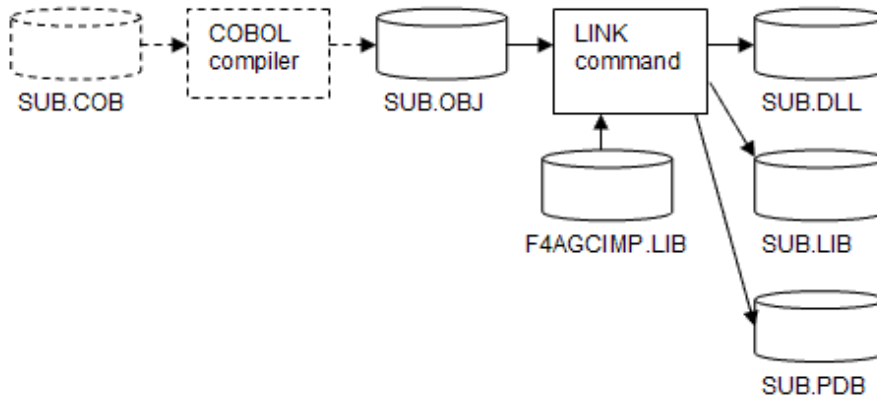 COBOL
compiler
LINK
command
SUB.COB
SUB.OBJ
SUB.DLL
F4AGCIMP.LIB
SUB.LIB
SUB.PDB